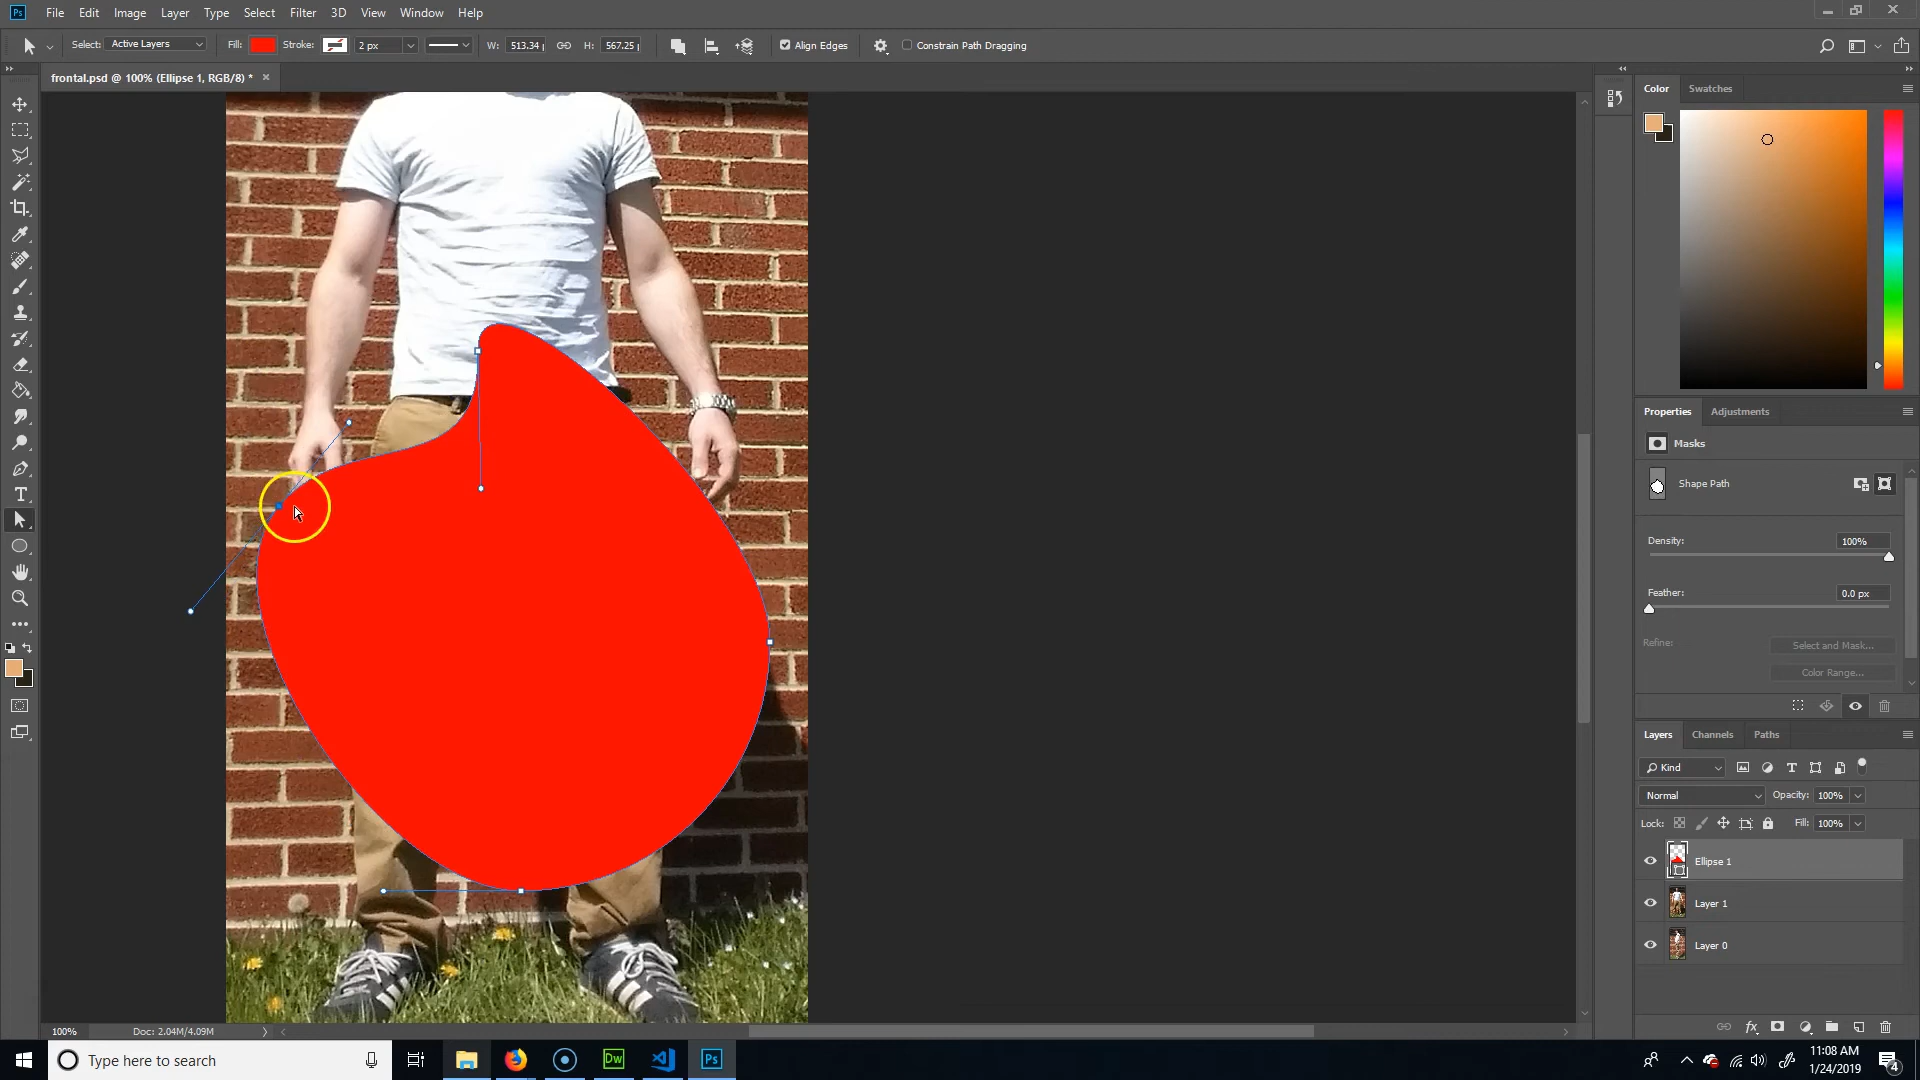 Ps File Edit Image Layer Type Select Filter 3D View Window Help
Select: Active Layers Fill: Stroke: 2 px W: 513.34 H: 567.25 Align Edges Constrain Path Dragging
frontal.psd @ 100% (Ellipse 1, RGB/8) *
Color Swatches
Properties Adjustments
Masks
Shape Path
Density: 100%
Feather: 0.0 px
Refine: Select and Mask...
Color Range...
Layers Channels Paths
Kind
Normal Opacity: 100%
Lock: Fill: 100%
Ellipse 1
Layer 1
Layer 0
100% Doc: 2.04M/4.09M
Type here to search
Dw Ps
11:08 AM
1/24/2019
4